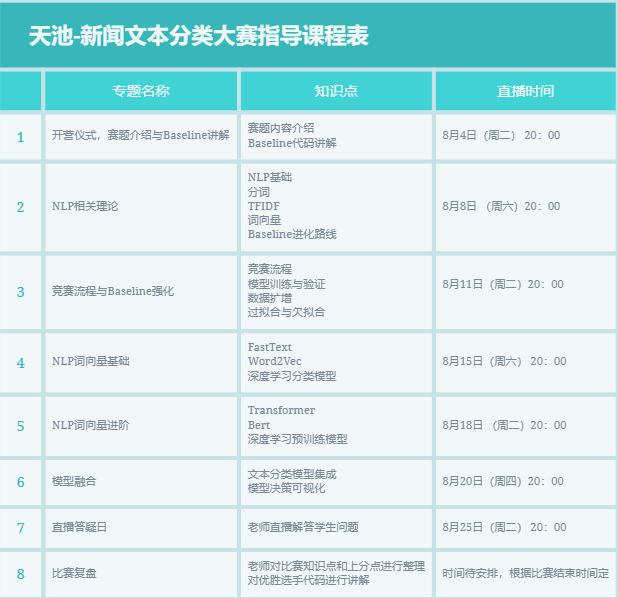 天池-新闻文本分类大赛指导课程表
专题名称 知识点 直播时间
1 开营仪式，赛题介绍与Baseline讲解 赛题内容介绍 8月4日（周二） 20：00
Baseline代码讲解
2 NLP相关理论 NLP基础 8月8日 （周六）20：00
分词
TFIDF
词向量
Baseline进化路线
3 竞赛流程与Baseline强化 竞赛流程 8月11日（周二）20：00
模型训练与验证
数据扩增
过拟合与欠拟合
4 NLP词向量基础 FastText 8月15日（周六） 20：00
Word2Vec
深度学习分类模型
5 NLP词向量进阶 Transformer 8月18日 （周二）20：00
Bert
深度学习预训练模型
6 模型融合 文本分类模型集成 8月20日（周四）20：00
模型决策可视化
7 直播答疑日 老师直播解答学生问题 8月25日（周二） 20：00
8 比赛复盘 老师对比赛知识点和上分点进行整理 时间待安排，根据比赛结束时间定
对优胜选手代码进行讲解